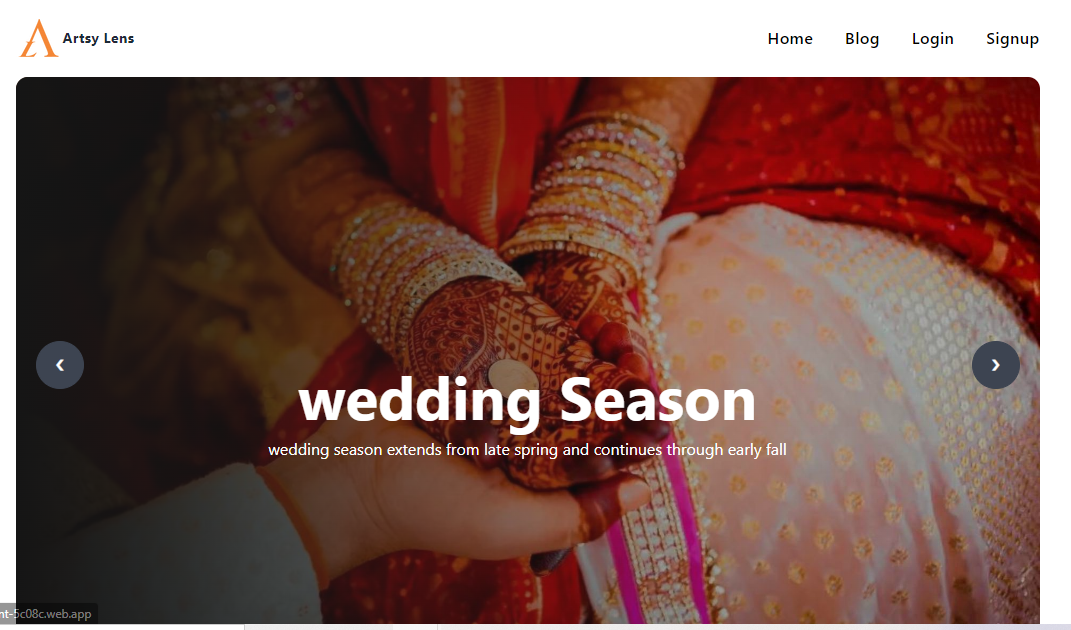 Artsy Lens
Home Blog Login Signup
wedding Season
wedding season extends from late spring and continues through early fall
nt-5c08c.web.app